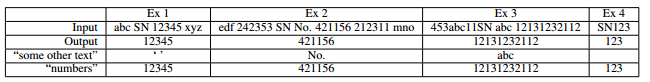 Ex 1 Ex 2 Ex 3 Ex 4
Input abc SN 12345 xyz edf 242353 SN No. 421156 212311 mno 453abc11SN abc 12131232112 SN123
Output 12345 421156 12131232112 123
“some other text” ‘ ’ No. abc
“numbers” 12345 421156 12131232112 123